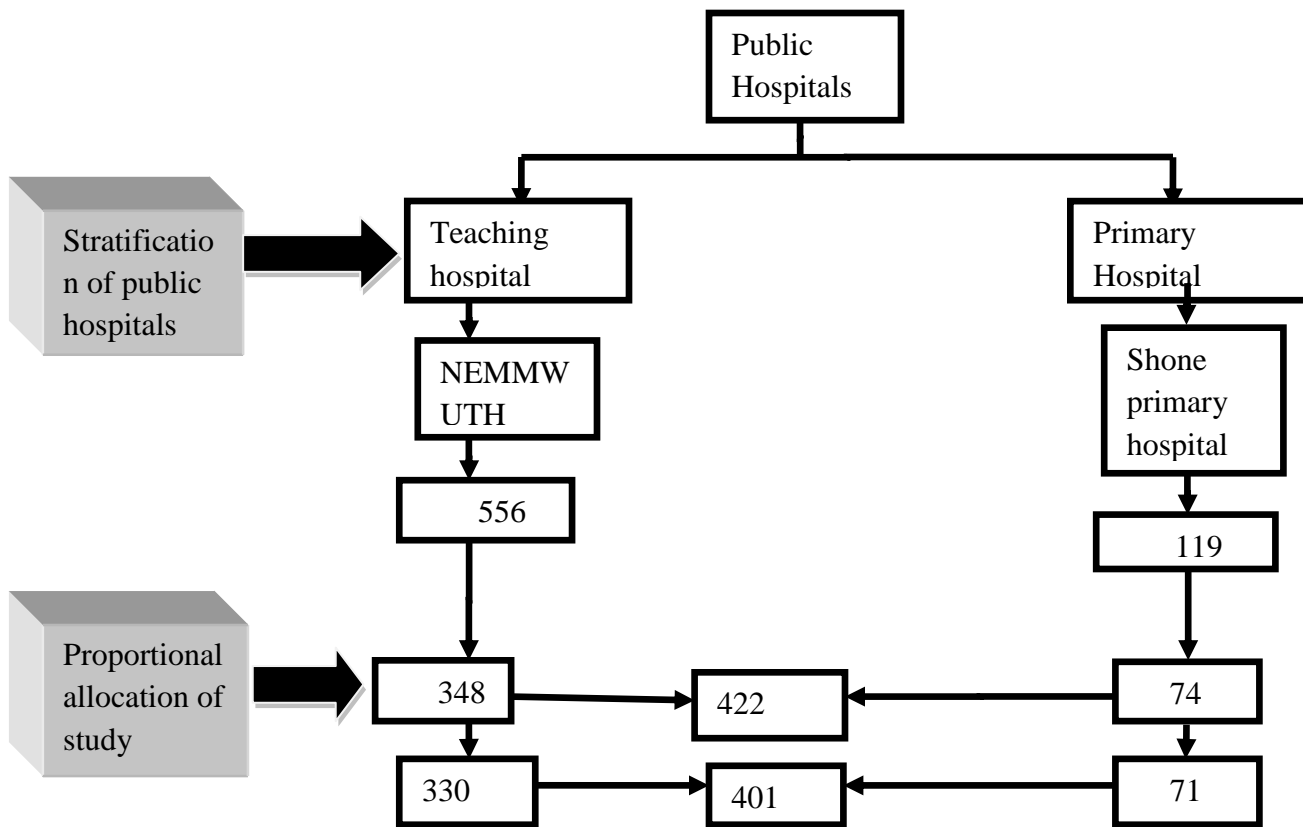 Public
Hospitals
Stratificatio
n of public
hospitals
Teaching
hospital
Primary
Hospital
NEMMW
UTH
Shone
primary
hospital
556
119
Proportional
allocation of
study
348
422
74
330
401
71